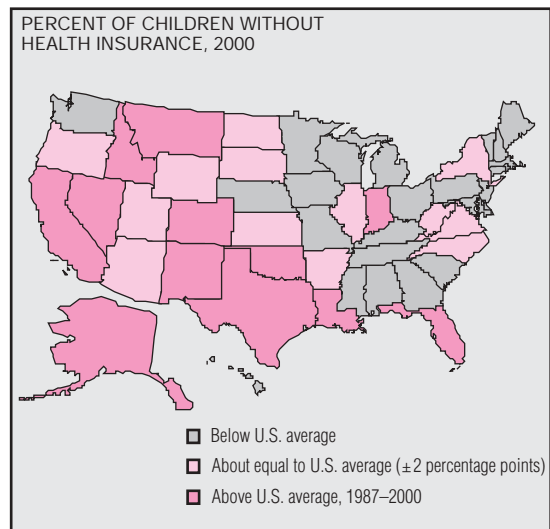 PERCENT OF CHILDREN WITHOUT
HEALTH INSURANCE, 2000
Below U.S. average
About equal to U.S. average (±2 percentage points)
Above U.S. average, 1987–2000